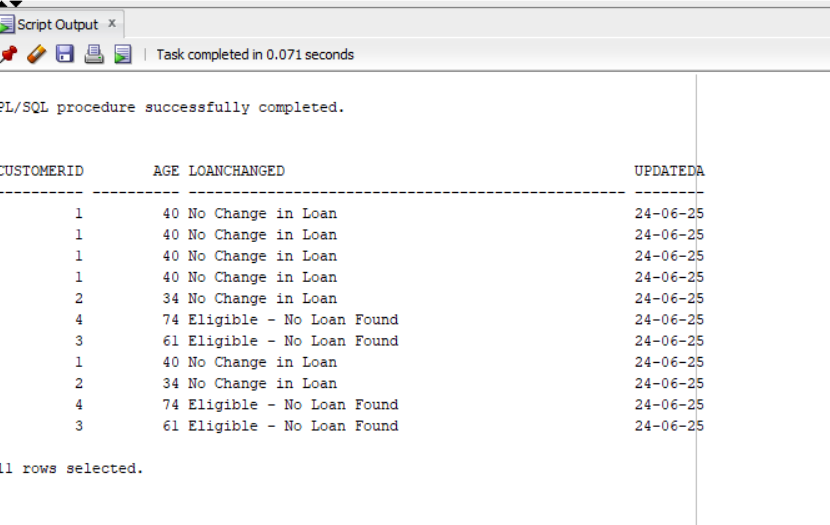 Script Output ×
Task completed in 0.071 seconds
PL/SQL procedure successfully completed.
CUSTOMERID AGE LOANCHANGED UPDATEDA
---------- ---------- -------------------------------------------------- --------
1 40 No Change in Loan 24-06-25
1 40 No Change in Loan 24-06-25
1 40 No Change in Loan 24-06-25
1 40 No Change in Loan 24-06-25
2 34 No Change in Loan 24-06-25
4 74 Eligible - No Loan Found 24-06-25
3 61 Eligible - No Loan Found 24-06-25
1 40 No Change in Loan 24-06-25
2 34 No Change in Loan 24-06-25
4 74 Eligible - No Loan Found 24-06-25
3 61 Eligible - No Loan Found 24-06-25
11 rows selected.